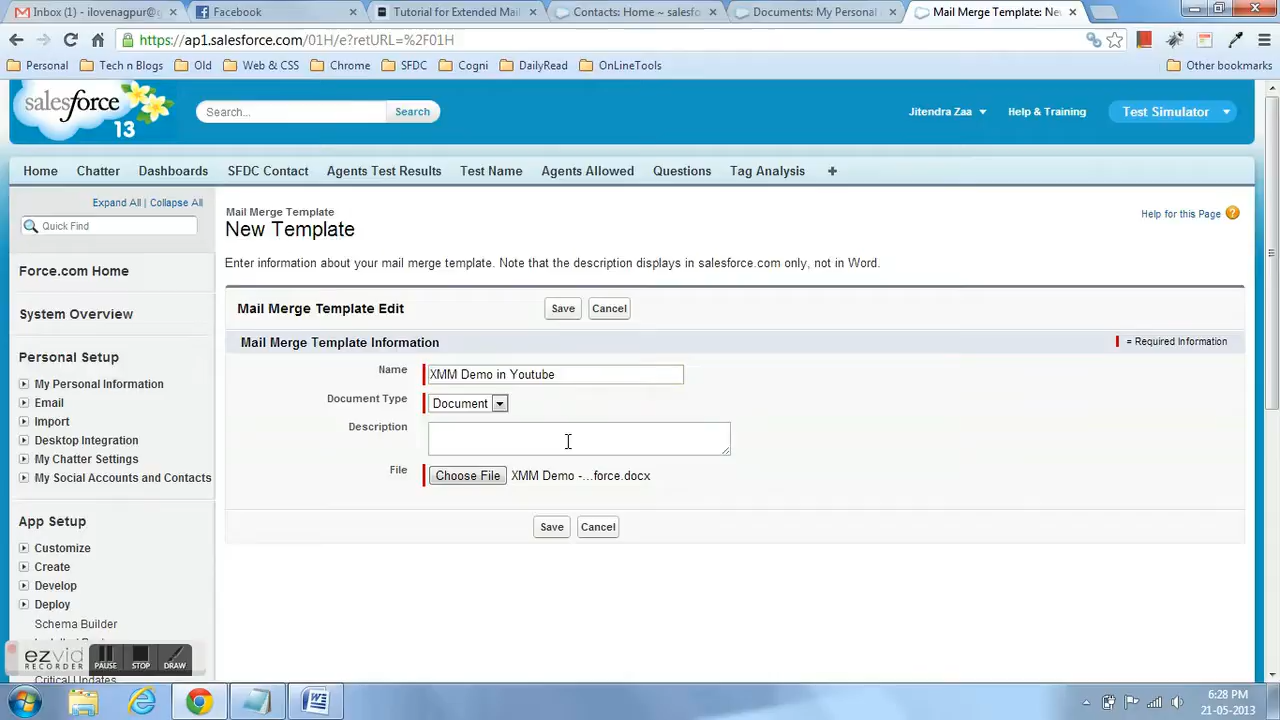 Inbox (1) - ilovenagpur@g
Facebook
Tutorial for Extended Mail
Contacts: Home ~ salesfo
Documents: My Personal
Mail Merge Template: Ne
https://ap1.salesforce.com/01H/e?retURL=%2F01H
Personal
Tech n Blogs
Old
Web & CSS
Chrome
SFDC
Cogni
DailyRead
OnLineTools
Other bookmarks
salesforce
13
Search...
Search
Jitendra Zaa
Help & Training
Test Simulator
Home
Chatter
Dashboards
SFDC Contact
Agents Test Results
Test Name
Agents Allowed
Questions
Tag Analysis
+
Expand All | Collapse All
Quick Find
Force.com Home
System Overview
Personal Setup
My Personal Information
Email
Import
Desktop Integration
My Chatter Settings
My Social Accounts and Contacts
App Setup
Customize
Create
Develop
Deploy
Schema Builder
Critical Updates
Mail Merge Template
New Template
Help for this Page
Enter information about your mail merge template. Note that the description displays in salesforce.com only, not in Word.
Mail Merge Template Edit
Save
Cancel
Mail Merge Template Information
= Required Information
Name
XMM Demo in Youtube
Document Type
Document
Description
File
Choose File
XMM Demo -...force.docx
Save
Cancel
ezvid
RECORDER
PAUSE
STOP
DRAW
6:28 PM
21-05-2013